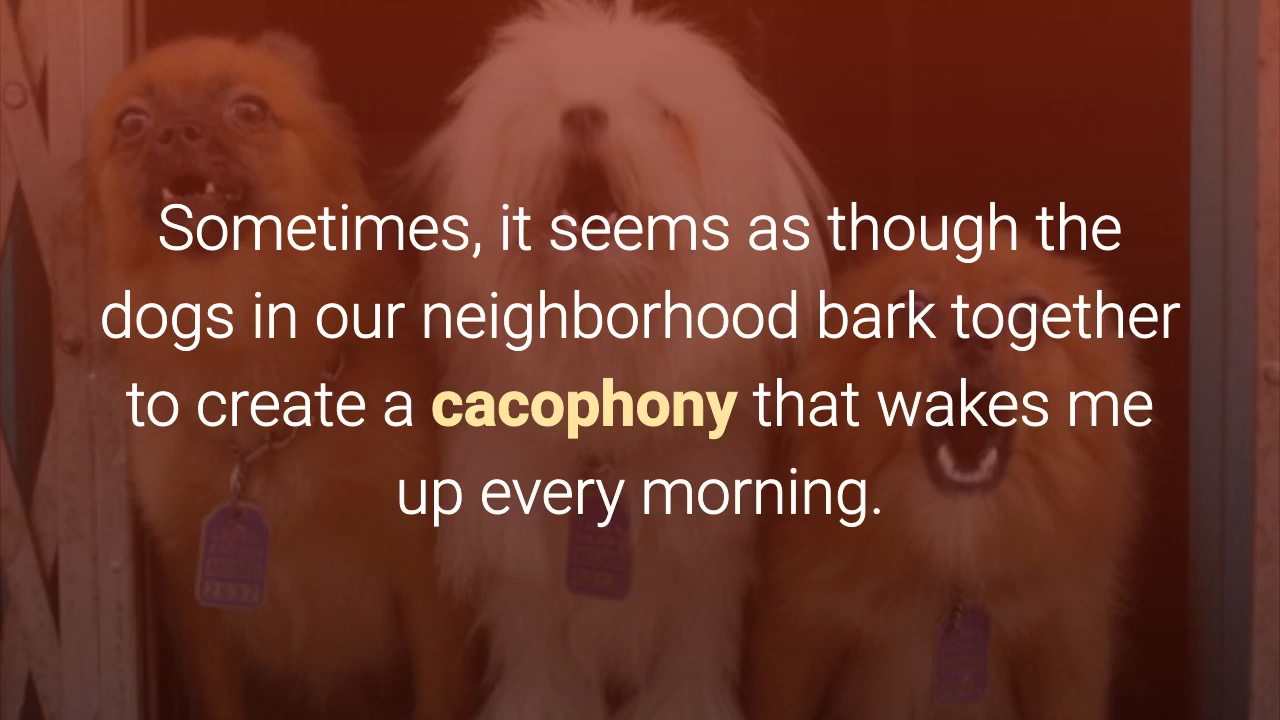 Sometimes, it seems as though the
dogs in our neighborhood bark together
to create a cacophony that wakes me
up every morning.